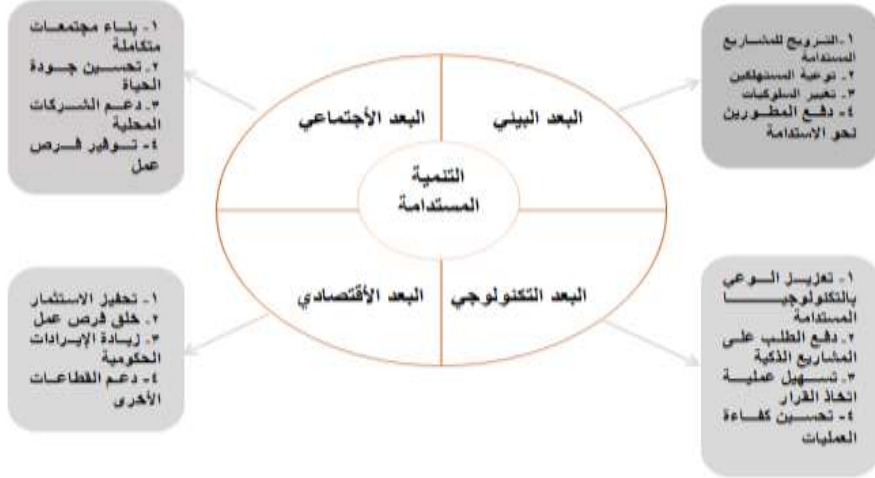 ١- الترويج للمشاريع
المستدامة
٢- توعية المستهلكين
٣- تغيير السلوكيات
٤- دفع المطورين
نحو الاستدامة
١- بناء مجتمعات
متكاملة
٢- تحسين جودة
الحياة
٣- دعم الشركات
المحلية
٤- توفير فرص
عمل
البعد البيئي
البعد الأجتماعي
التنمية
المستدامة
البعد التكنولوجي
البعد الأقتصادي
١- تعزيز الوعي
بالتكنولوجيا
المستدامة
٢- دفع الطلب على
المشاريع الذكية
٣- تسهيل عملية
اتخاذ القرار
٤- تحسين كفاءة
العمليات
١- تحفيز الاستثمار
٢- خلق فرص عمل
٣- زيادة الإيرادات
الحكومية
٤- دعم القطاعات
الأخرى